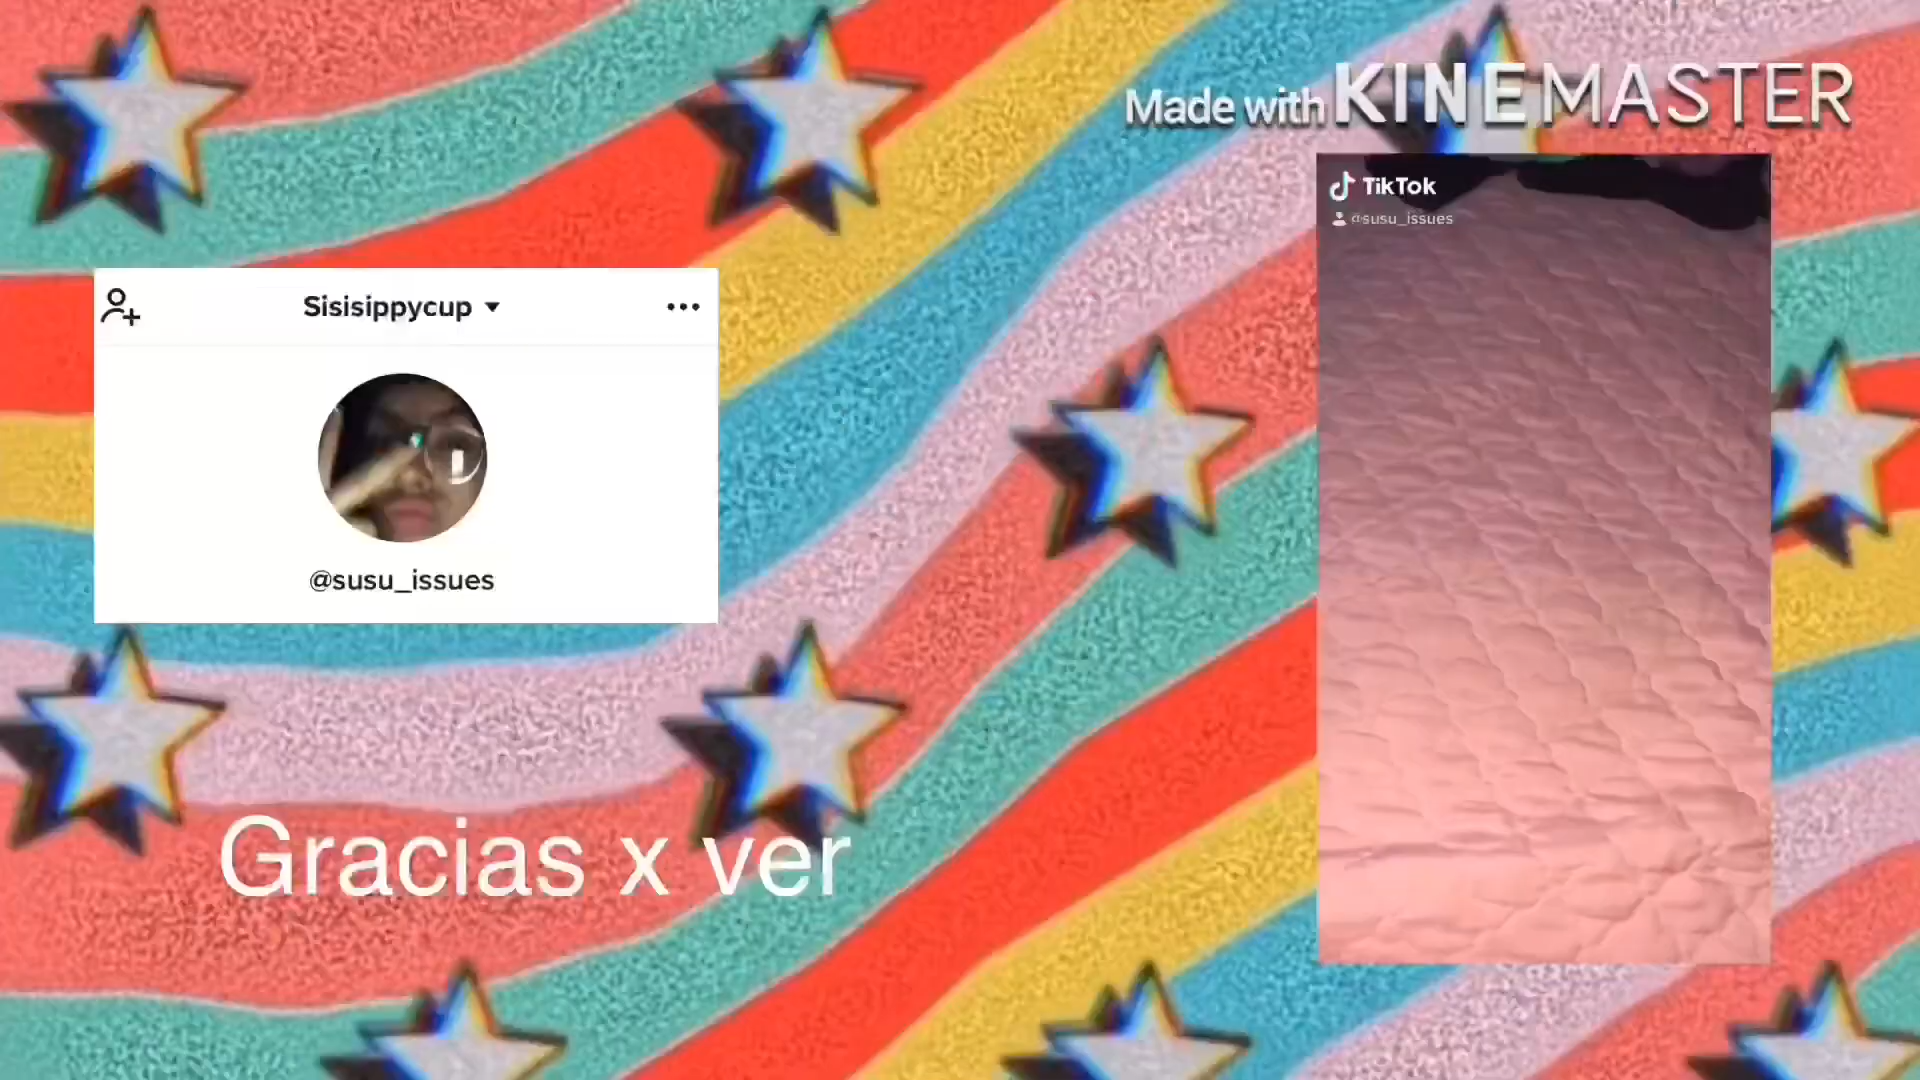 Made with KINEMASTER
TikTok
@susu_issues
Sisisippycup
@susu_issues
Gracias x ver